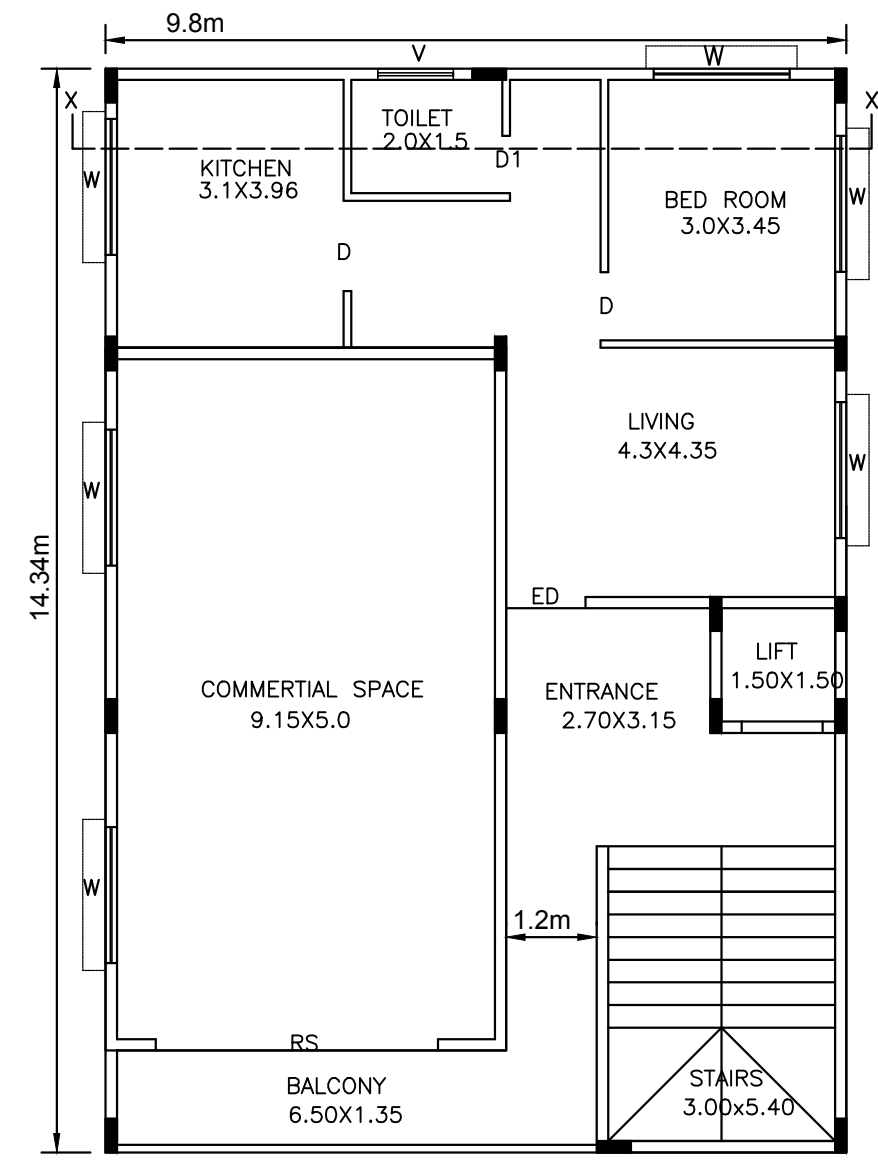 9.8m
V
W
X
X
TOILET
2.0X1.5
D1
KITCHEN
3.1X3.96
W
BED ROOM
3.0X3.45
W
D
D
LIVING
4.3X4.35
W
W
14.34m
ED
LIFT
1.50X1.50
COMMERTIAL SPACE
9.15X5.0
ENTRANCE
2.70X3.15
W
1.2m
RS
BALCONY
6.50X1.35
STAIRS
3.00x5.40